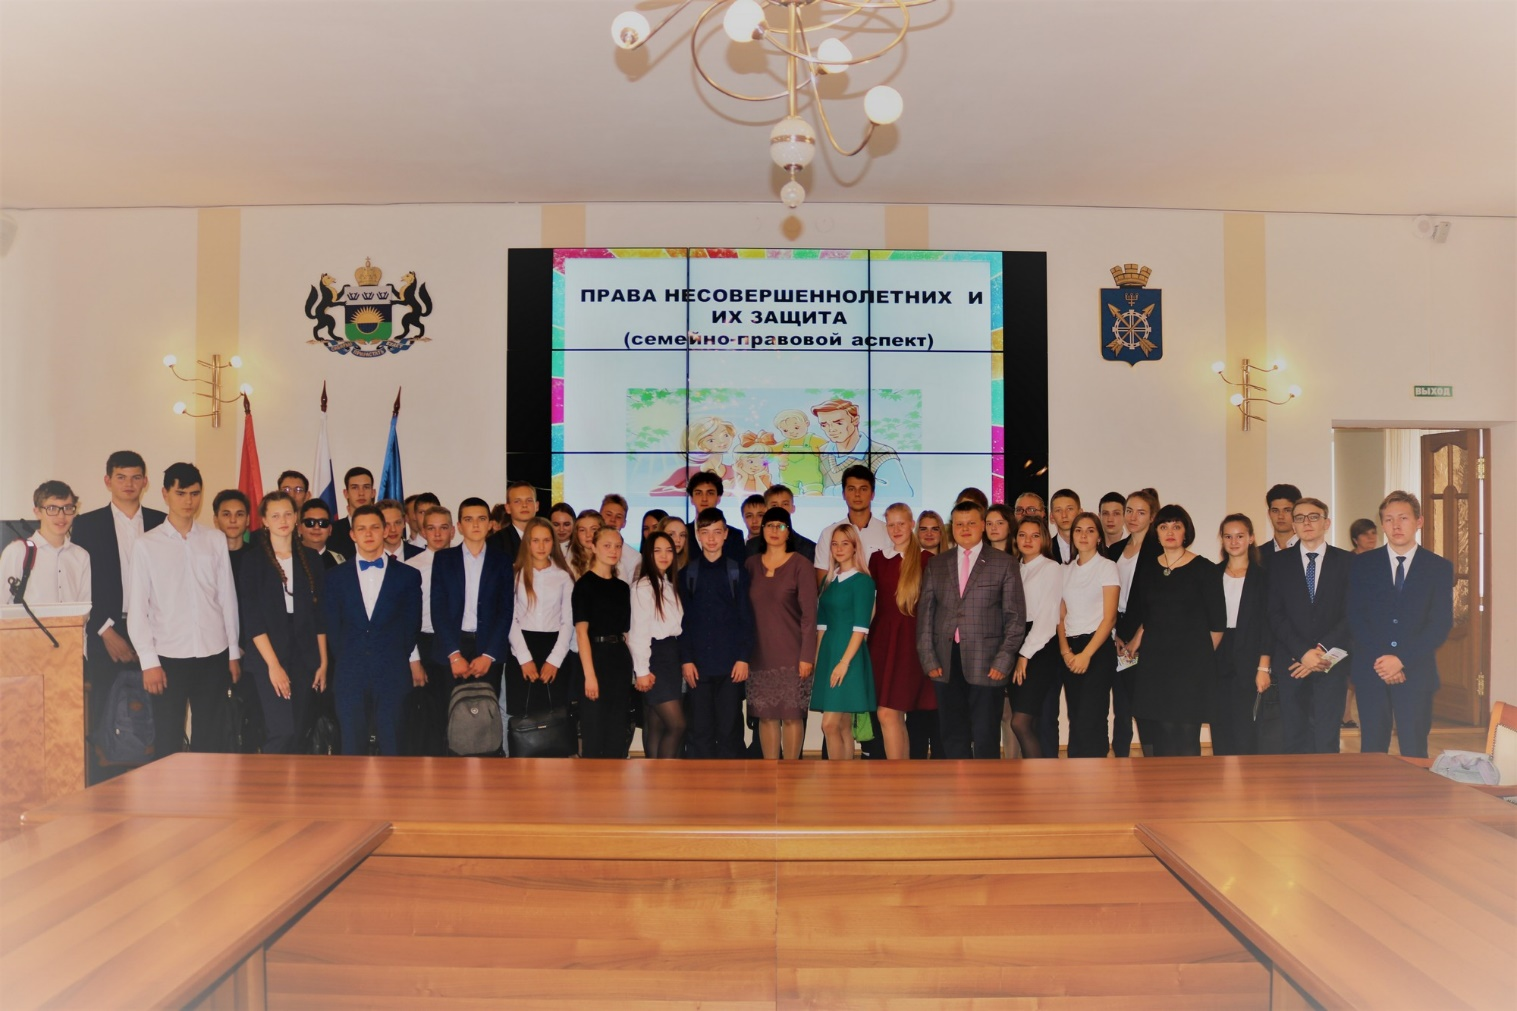 ПРАВА НЕСОВЕРШЕННОЛЕТНИХ И
ИХ ЗАЩИТА
(семейно-правовой аспект)
ВЫХОД